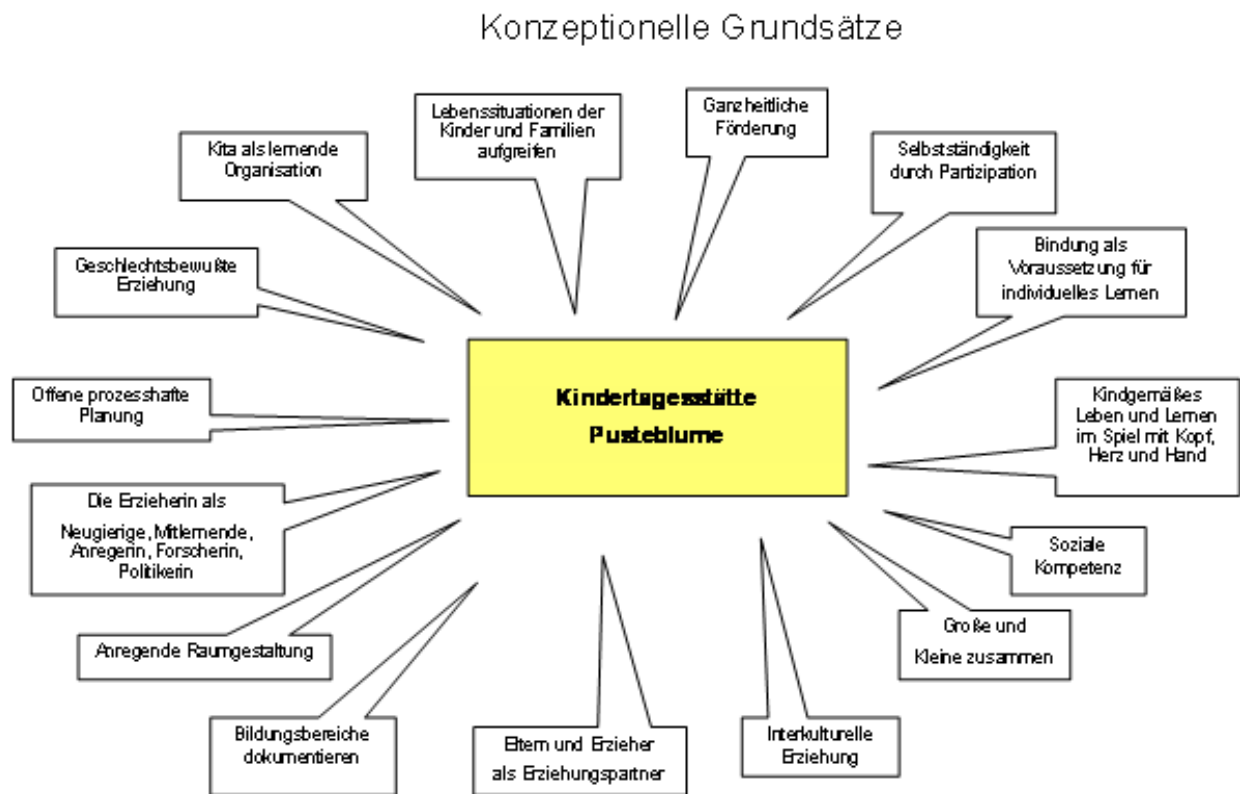 Konzeptionelle Grundsätze
Lebenssituationen der
Kinder und Familien
aufgreifen
Ganzheitliche
Förderung
Kita als lernende
Organisation
Selbstständigkeit
durch Partizipation
Geschlechtsbewußte
Erziehung
Bindung als
Voraussetzung für
individuelles Lernen
Offene prozesshafte
Planung
Kindertagesstätte
Pusteblume
Kindgemäßes
Leben und Lernen
im Spiel mit Kopf,
Herz und Hand
Die Erzieherin als
Neugierige, Mitlernende,
Anregerin, Forscherin,
Politikerin
Soziale
Kompetenz
Anregende Raumgestaltung
Große und
Kleine zusammen
Bildungsbereiche
dokumentieren
Eltern und Erzieher
als Erziehungspartner
Interkulturelle
Erziehung